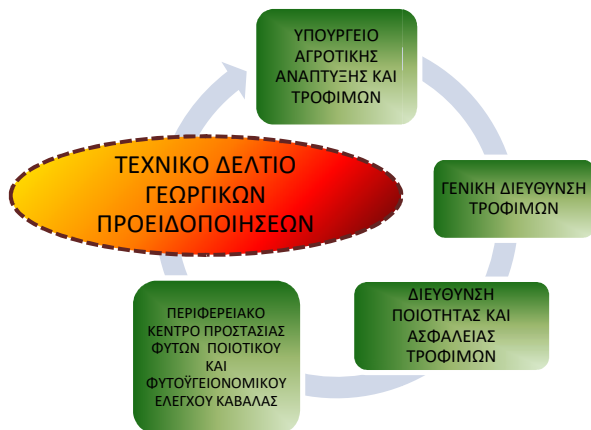 ΥΠΟΥΡΓΕΙΟ
ΑΓΡΟΤΙΚΗΣ
ΑΝΑΠΤΥΞΗΣ ΚΑΙ
ΤΡΟΦΙΜΩΝ
ΓΕΝΙΚΗ ΔΙΕΥΘΥΝΣΗ
ΤΡΟΦΙΜΩΝ
ΔΙΕΥΘΥΝΣΗ
ΠΟΙΟΤΗΤΑΣ ΚΑΙ
ΑΣΦΑΛΕΙΑΣ
ΤΡΟΦΙΜΩΝ
ΠΕΡΙΦΕΡΕΙΑΚΟ
ΚΕΝΤΡΟ ΠΡΟΣΤΑΣΙΑΣ
ΦΥΤΩΝ ΠΟΙΟΤΙΚΟΥ
ΚΑΙ
ΦΥΤΟΫΓΕΙΟΝΟΜΙΚΟΥ
ΕΛΕΓΧΟΥ ΚΑΒΑΛΑΣ
ΤΕΧΝΙΚΟ ΔΕΛΤΙΟ
ΓΕΩΡΓΙΚΩΝ
ΠΡΟΕΙΔΟΠΟΙΗΣΕΩΝ